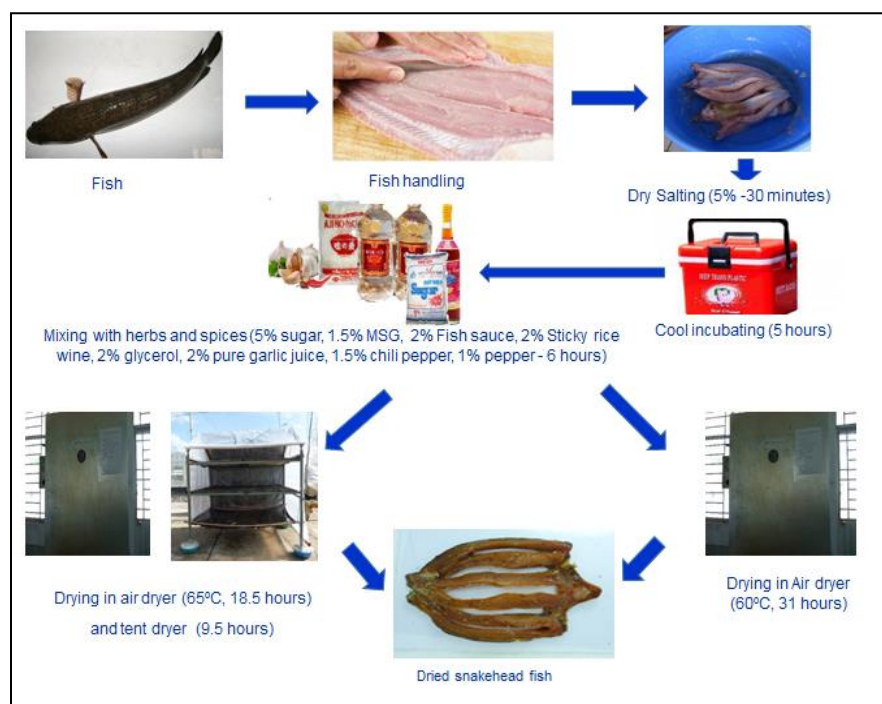 Fish
Fish handling
Dry Salting (5% -30 minutes)
Cool incubating (5 hours)
Sugar
Mixing with herbs and spices (5% sugar, 1.5% MSG, 2% Fish sauce, 2% Sticky rice
wine, 2% glycerol, 2% pure garlic juice, 1.5% chili pepper, 1% pepper - 6 hours)
Drying in air dryer (65ºC, 18.5 hours)
and tent dryer (9.5 hours)
Drying in Air dryer
(60ºC, 31 hours)
Dried snakehead fish